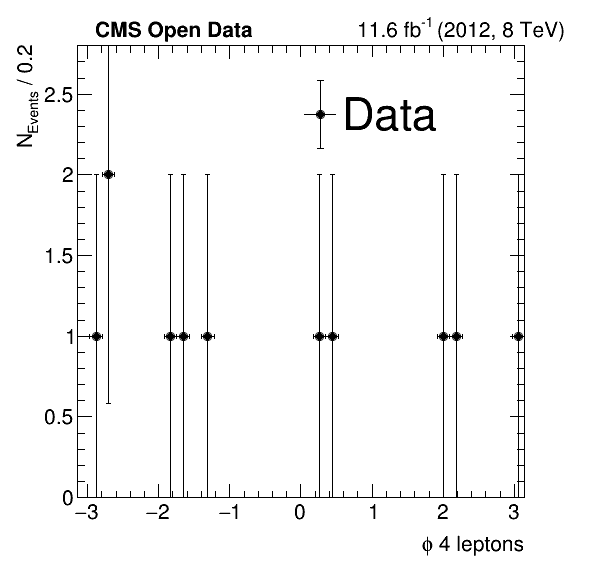 CMS Open Data 11.6 fb⁻¹ (2012, 8 TeV)
N_Events / 0.2
2.5
Data
2
1.5
1
0.5
0
−3 −2 −1 0 1 2 3
ϕ 4 leptons